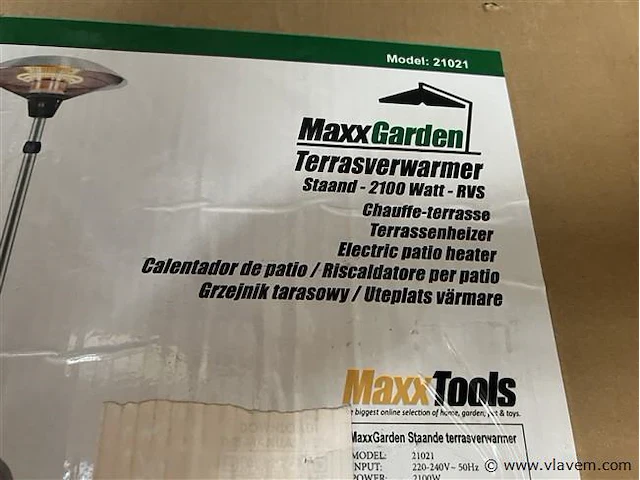 Model: 21021
MaxxGarden
Terrasverwarmer
Staand - 2100 Watt - RVS
Chauffe-terrasse
Terrassenheizer
Electric patio heater
Calentador de patio / Riscaldatore per patio
Grzejnik tarasowy / Uteplats värmare
MaxxTools
biggest online selection of home, garden, pet & toys.
MaxxGarden Staande terrasverwarmer
MODEL: 21021
INPUT: 220-240V~ 50Hz
POWER: 2100W
© www.vlavem.com